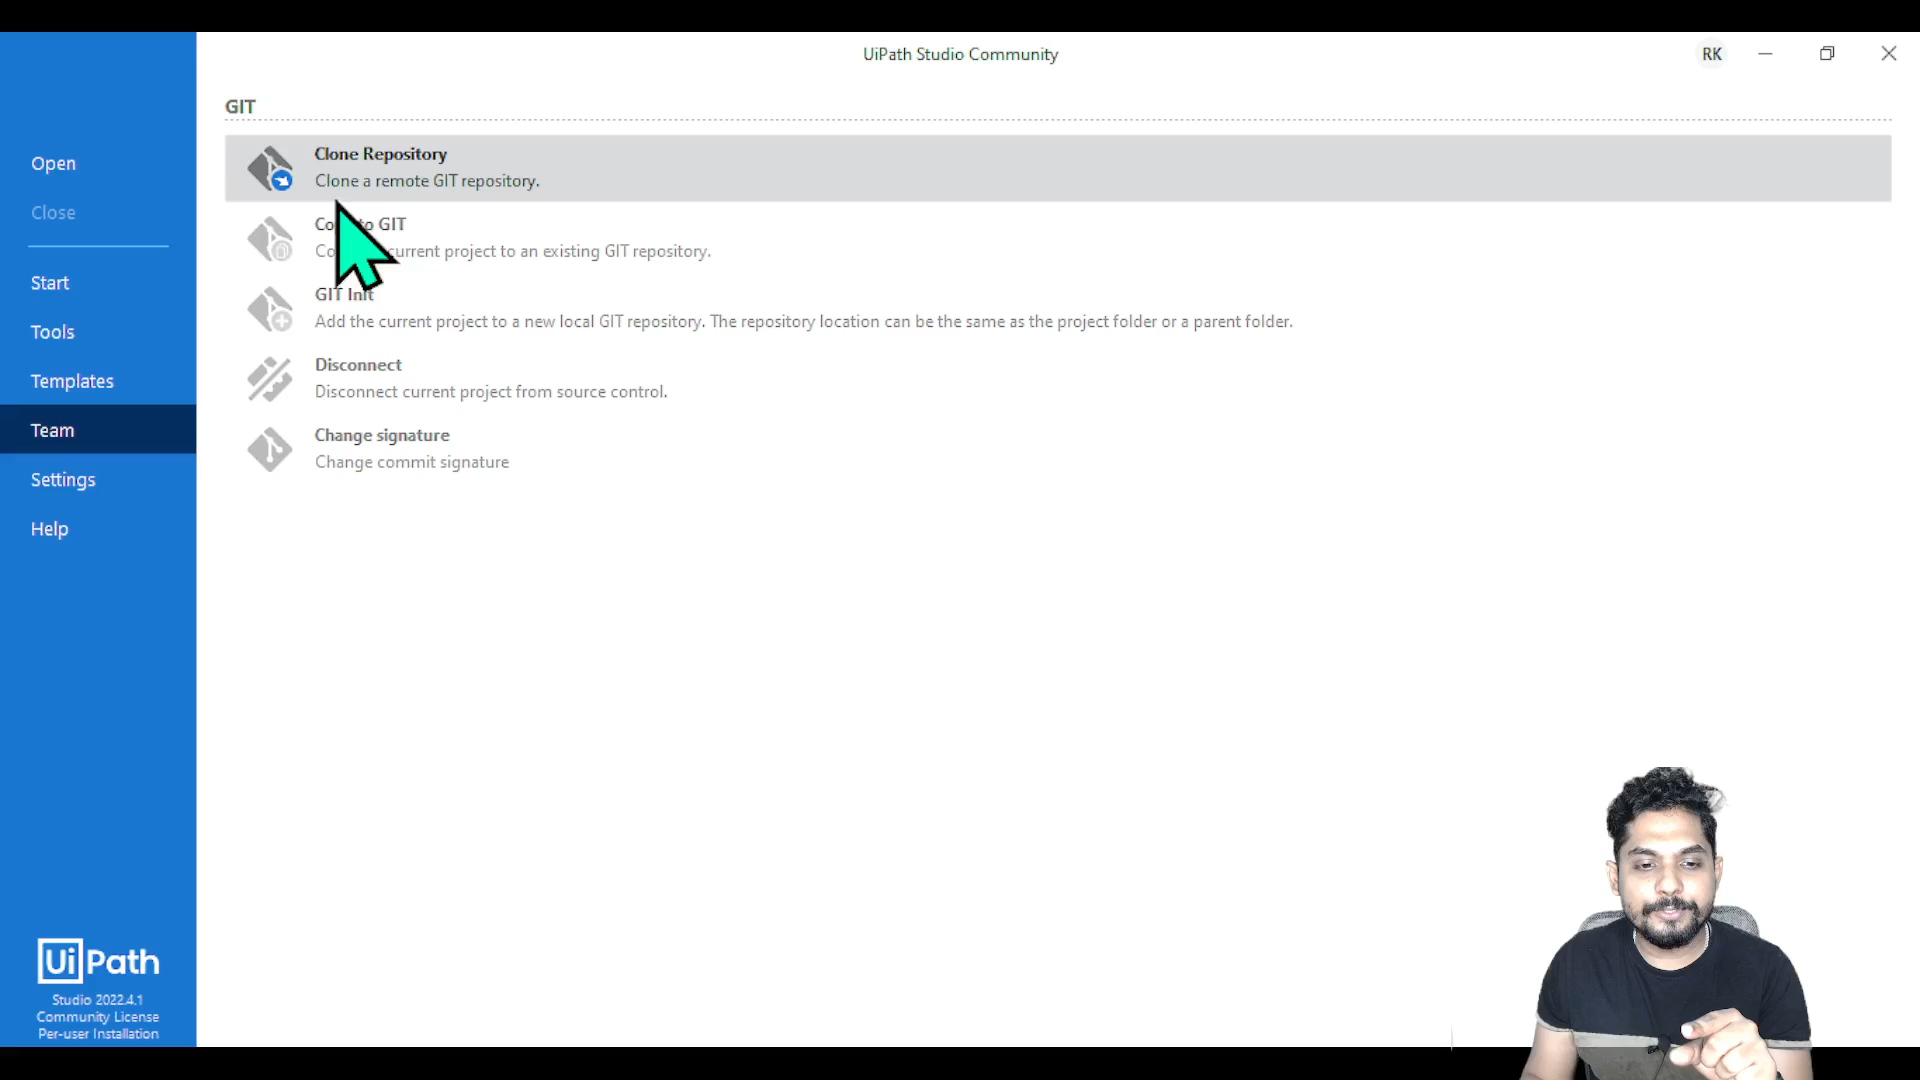 UiPath Studio Community
RK
GIT
Open
Close
Start
Tools
Templates
Team
Settings
Help
Clone Repository
Clone a remote GIT repository.
to GIT
current project to an existing GIT repository.
GIT Init
Add the current project to a new local GIT repository. The repository location can be the same as the project folder or a parent folder.
Disconnect
Disconnect current project from source control.
Change signature
Change commit signature
UiPath
Studio 2022.4.1
Community License
Per-user Installation